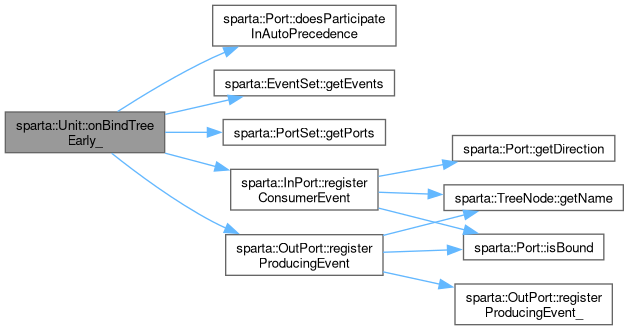 sparta::Port::doesParticipate
InAutoPrecedence
sparta::EventSet::getEvents
sparta::Unit::onBindTree
Early_
sparta::PortSet::getPorts
sparta::Port::getDirection
sparta::InPort::register
ConsumerEvent
sparta::TreeNode::getName
sparta::OutPort::register
ProducingEvent
sparta::Port::isBound
sparta::OutPort::register
ProducingEvent_